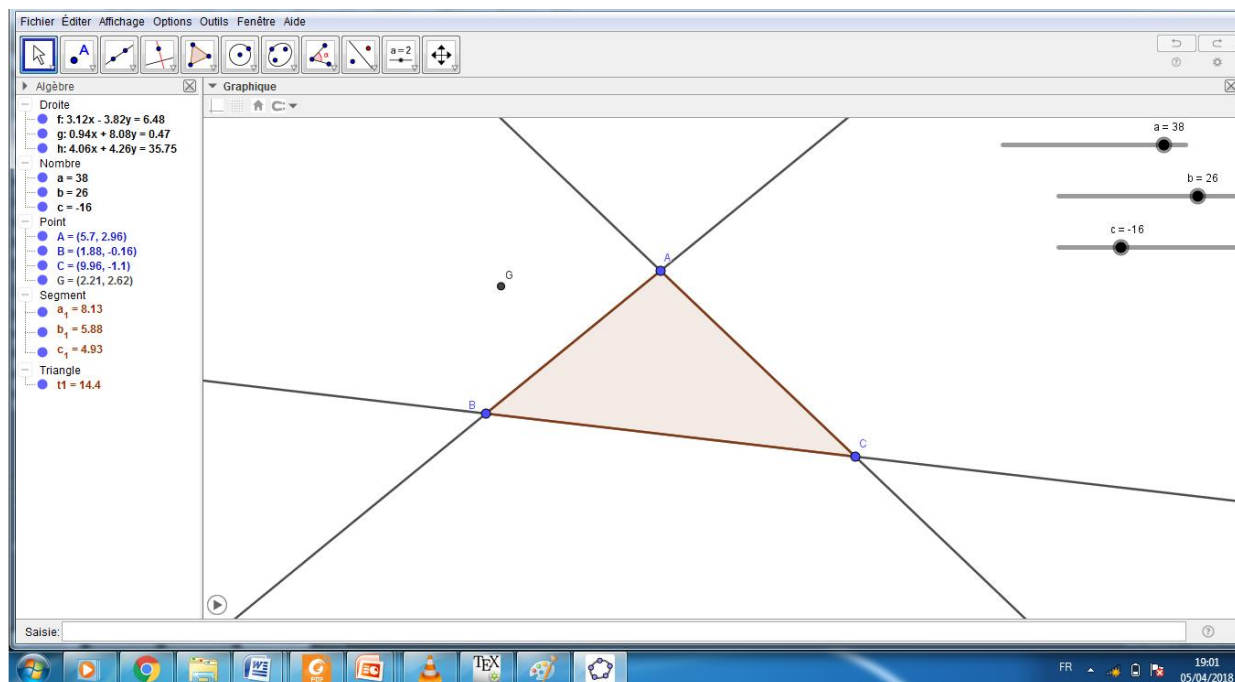 Fichier Éditer Affichage Options Outils Fenêtre Aide
A
a = 2
Algèbre
Graphique
Droite
f: 3.12x - 3.82y = 6.48
g: 0.94x + 8.08y = 0.47
h: 4.06x + 4.26y = 35.75
Nombre
a = 38
b = 26
c = -16
Point
A = (5.7, 2.96)
B = (1.88, -0.16)
C = (9.96, -1.1)
G = (2.21, 2.62)
Segment
a₁ = 8.13
b₁ = 5.88
c₁ = 4.93
Triangle
t1 = 14.4
a = 38
b = 26
c = -16
A
G
B
C
Saisie:
W
PDF
TEX
FR
19:01
05/04/2018